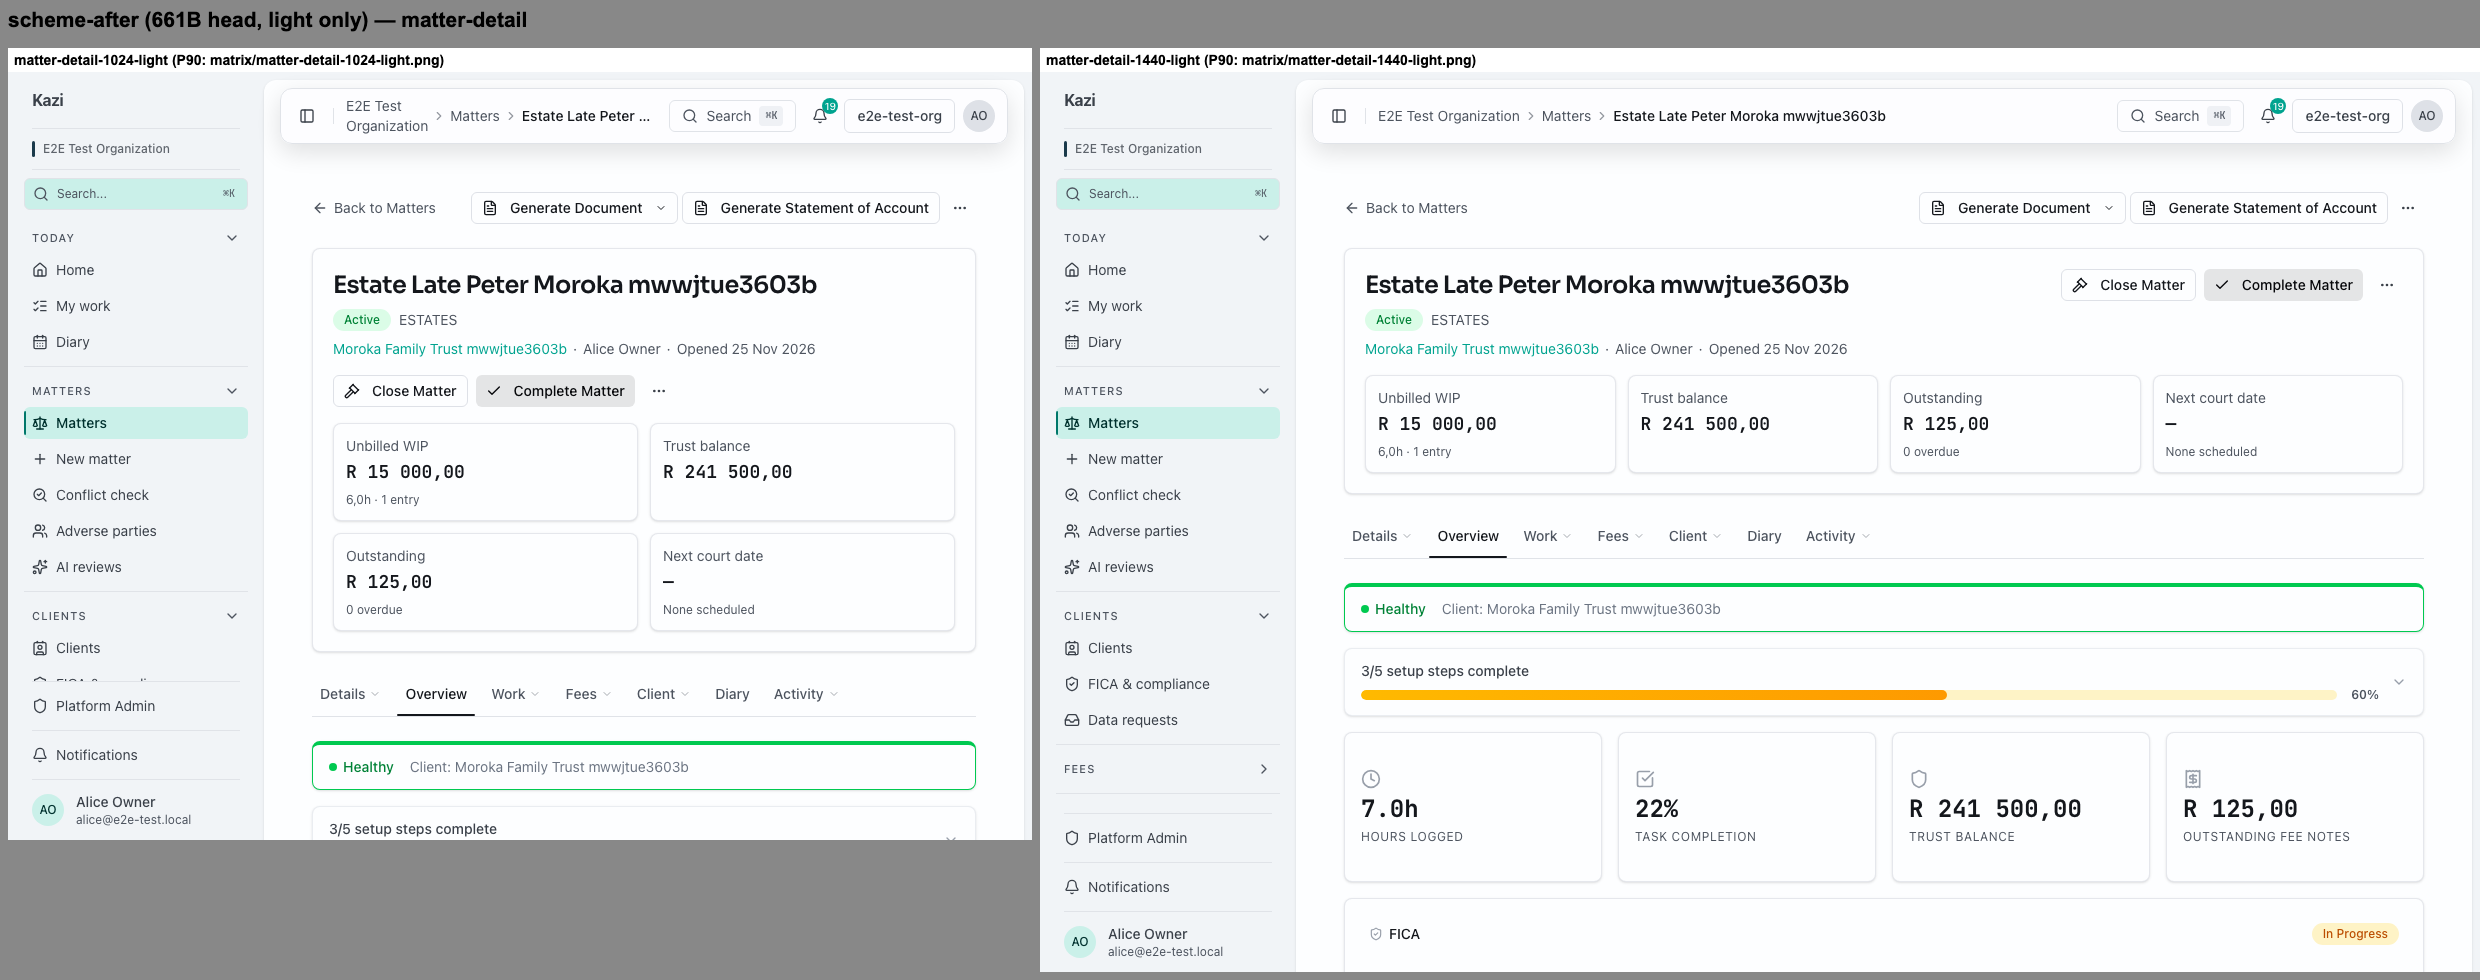 scheme-after (661B head, light only) — matter-detail
matter-detail-1024-light (P90: matrix/matter-detail-1024-light.png)
Kazi
E2E Test Organization
Search... ⌘K
TODAY
Home
My work
Diary
MATTERS
Matters
New matter
Conflict check
Adverse parties
AI reviews
CLIENTS
Clients
Platform Admin
Notifications
AO
Alice Owner
alice@e2e-test.local
E2E Test
Organization
Matters
Estate Late Peter ...
Search ⌘K
19
e2e-test-org
AO
Back to Matters
Generate Document
Generate Statement of Account
Estate Late Peter Moroka mwwjtue3603b
Active ESTATES
Moroka Family Trust mwwjtue3603b · Alice Owner · Opened 25 Nov 2026
Close Matter
Complete Matter
Unbilled WIP
R 15 000,00
6,0h · 1 entry
Trust balance
R 241 500,00
Outstanding
R 125,00
0 overdue
Next court date
—
None scheduled
Details Overview Work Fees Client Diary Activity
Healthy Client: Moroka Family Trust mwwjtue3603b
3/5 setup steps complete
matter-detail-1440-light (P90: matrix/matter-detail-1440-light.png)
Kazi
E2E Test Organization
Search... ⌘K
TODAY
Home
My work
Diary
MATTERS
Matters
New matter
Conflict check
Adverse parties
AI reviews
CLIENTS
Clients
FICA & compliance
Data requests
FEES
Platform Admin
Notifications
AO
Alice Owner
alice@e2e-test.local
E2E Test Organization
Matters
Estate Late Peter Moroka mwwjtue3603b
Search ⌘K
19
e2e-test-org
AO
Back to Matters
Generate Document
Generate Statement of Account
Estate Late Peter Moroka mwwjtue3603b
Close Matter
Complete Matter
Active ESTATES
Moroka Family Trust mwwjtue3603b · Alice Owner · Opened 25 Nov 2026
Unbilled WIP
R 15 000,00
6,0h · 1 entry
Trust balance
R 241 500,00
Outstanding
R 125,00
0 overdue
Next court date
—
None scheduled
Details Overview Work Fees Client Diary Activity
Healthy Client: Moroka Family Trust mwwjtue3603b
3/5 setup steps complete
60%
7.0h
HOURS LOGGED
22%
TASK COMPLETION
R 241 500,00
TRUST BALANCE
R 125,00
OUTSTANDING FEE NOTES
FICA
In Progress